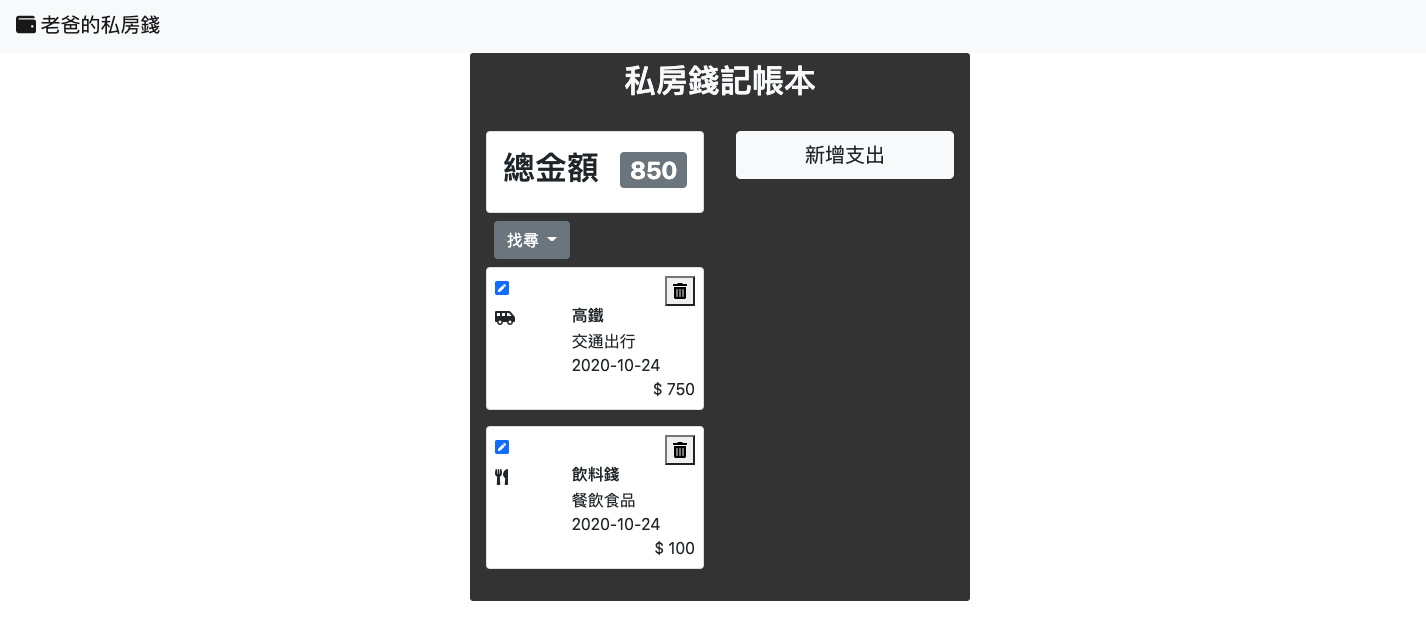 老爸的私房錢
私房錢記帳本
總金額 850
新增支出
找尋
高鐵
交通出行
2020-10-24
$ 750
飲料錢
餐飲食品
2020-10-24
$ 100